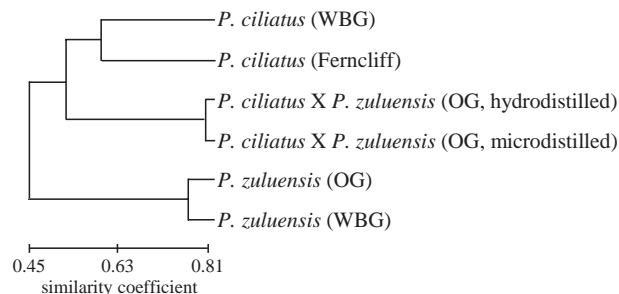 P. ciliatus (WBG)
P. ciliatus (Ferncliff)
P. ciliatus X P. zuluensis (OG, hydrodistilled)
P. ciliatus X P. zuluensis (OG, microdistilled)
P. zuluensis (OG)
P. zuluensis (WBG)
0.45 0.63 0.81
similarity coefficient